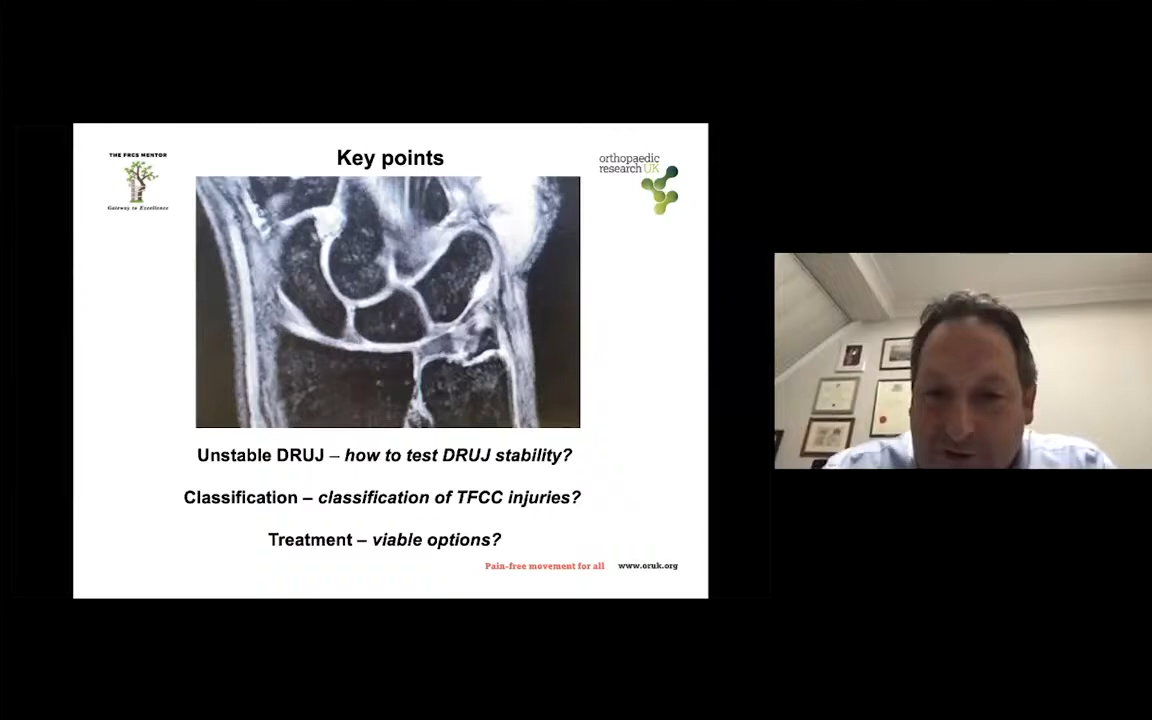 THE FRCS MENTOR
Gateway to Excellence
Key points
orthopaedic
research UK
Unstable DRUJ – how to test DRUJ stability?
Classification – classification of TFCC injuries?
Treatment – viable options?
Pain-free movement for all www.oruk.org